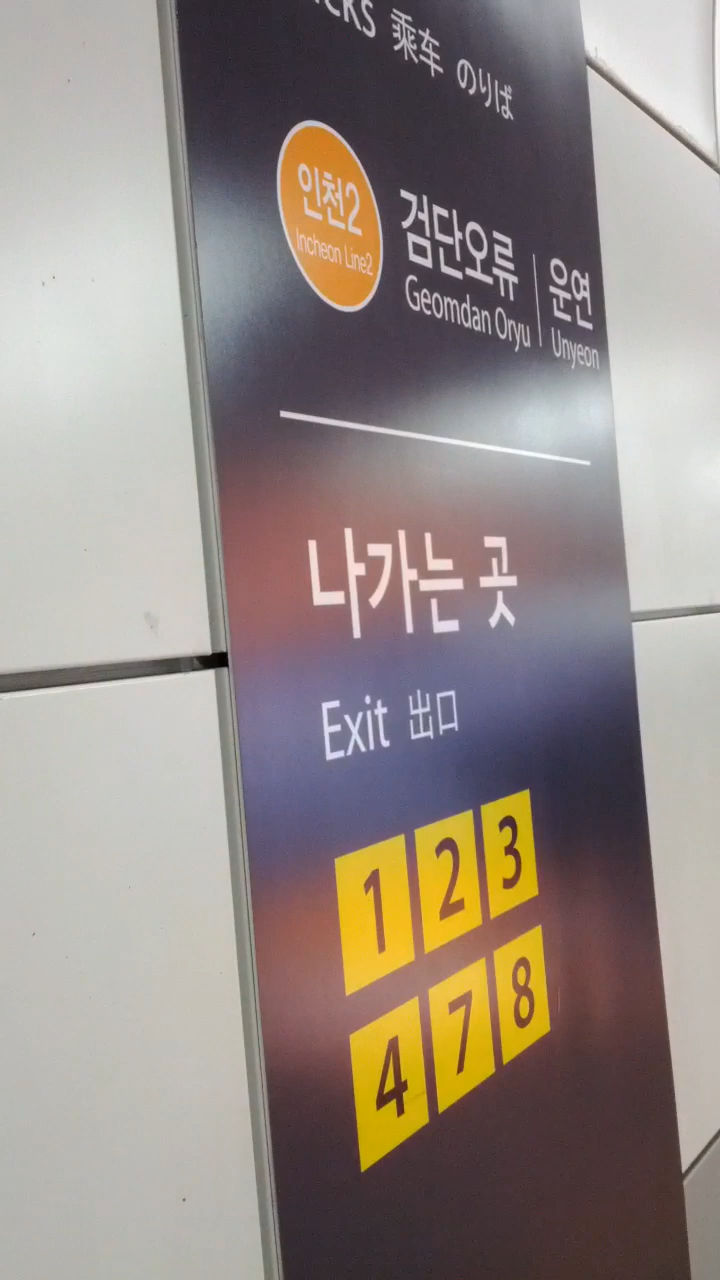 乘车 のりば
인천2
Incheon Line2
검단오류 | 운연
Geomdan Oryu | Unyeon
나가는 곳
Exit 出口
1 2 3
4 7 8